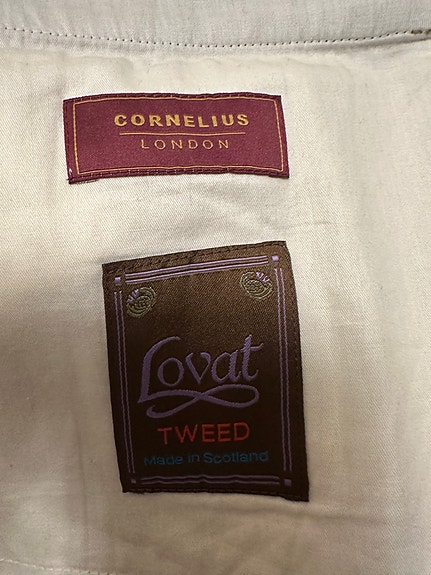 CORNELIUS
LONDON
Lovat
TWEED
Made in Scotland